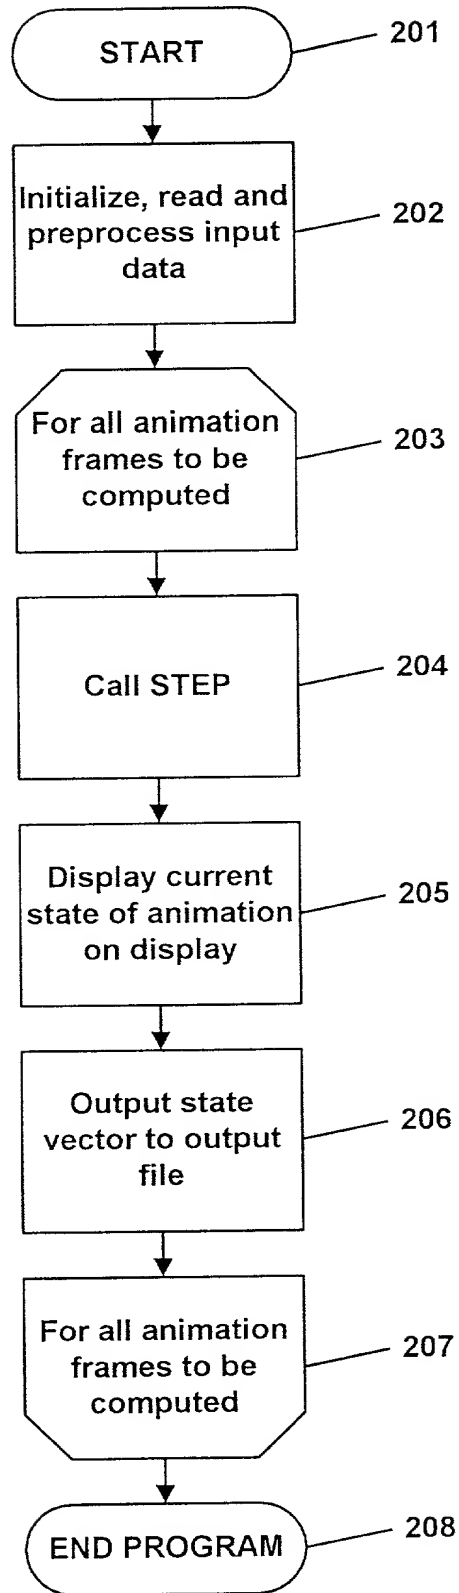 START
201
Initialize, read and
preprocess input
data
202
For all animation
frames to be
computed
203
Call STEP
204
Display current
state of animation
on display
205
Output state
vector to output
file
206
For all animation
frames to be
computed
207
END PROGRAM
208